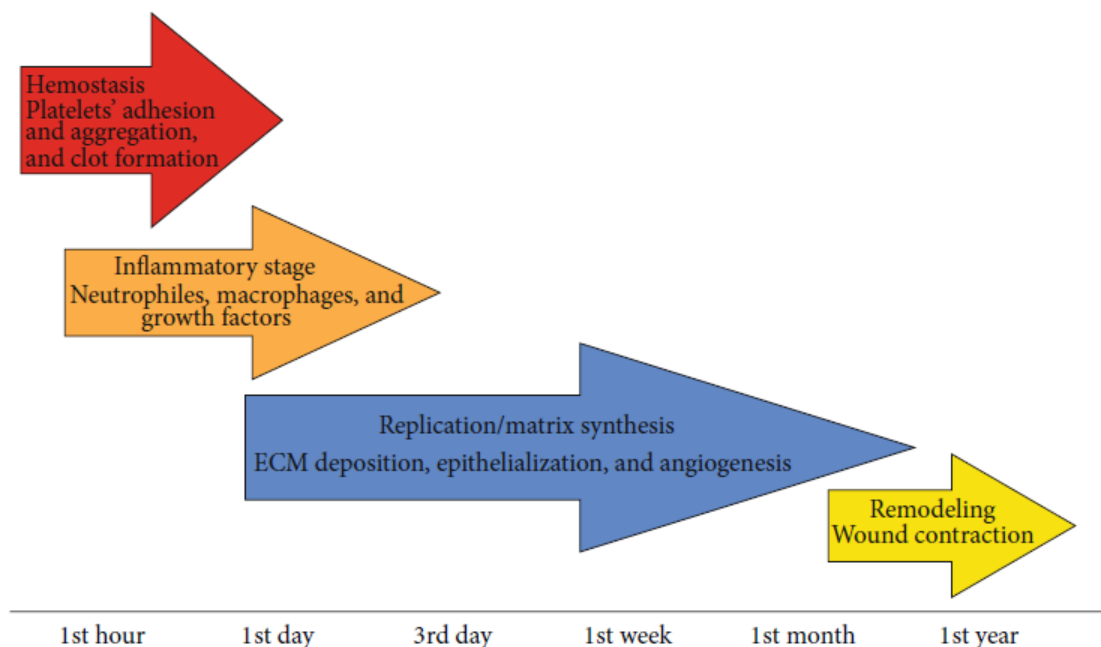 Hemostasis
Platelets’ adhesion
and aggregation,
and clot formation
Inflammatory stage
Neutrophiles, macrophages, and
growth factors
Replication/matrix synthesis
ECM deposition, epithelialization, and angiogenesis
Remodeling
Wound contraction
1st hour 1st day 3rd day 1st week 1st month 1st year